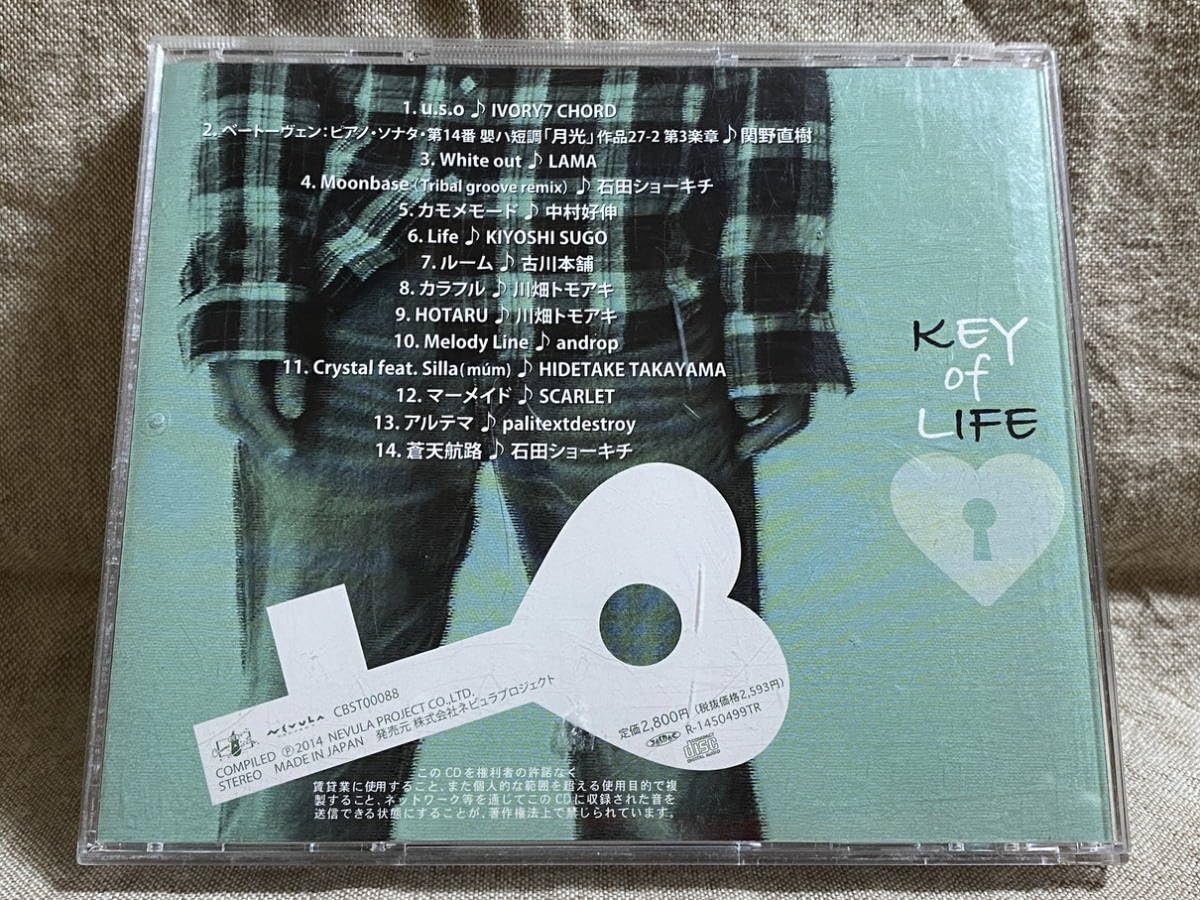 1. u.s.o ♪ IVORY7 CHORD
2. ベートーヴェン:ピアノ・ソナタ・第14番 嬰ハ短調「月光」作品27-2 第3楽章 ♪ 関野直樹
3. White out ♪ LAMA
4. Moonbase (Tribal groove remix) ♪ 石田ショーキチ
5. カモメモード ♪ 中村好伸
6. Life ♪ KIYOSHI SUGO
7. ルーム ♪ 古川本舗
8. カラフル ♪ 川畑トモアキ
9. HOTARU ♪ 川畑トモアキ
10. Melody Line ♪ androp
11. Crystal feat. Silla(múm) ♪ HIDETAKE TAKAYAMA
12. マーメイド ♪ SCARLET
13. アルテマ ♪ palitextdestroy
14. 蒼天航路 ♪ 石田ショーキチ
KEY
of
LIFE
NEVULA
CBST00088
COMPILED ℗2014 NEVULA PROJECT CO.,LTD.
STEREO MADE IN JAPAN 発売元 株式会社ネビュラプロジェクト
定価2,800円 (税抜価格2,593円)
R-1450499TR
COMPACT
disc
DIGITAL AUDIO
このCDを権利者の許諾なく
賃貸業に使用すること、また個人的な範囲を超える使用目的で複
製すること、ネットワーク等を通じてこのCDに収録された音を
送信できる状態にすることが、著作権法上で禁じられています。